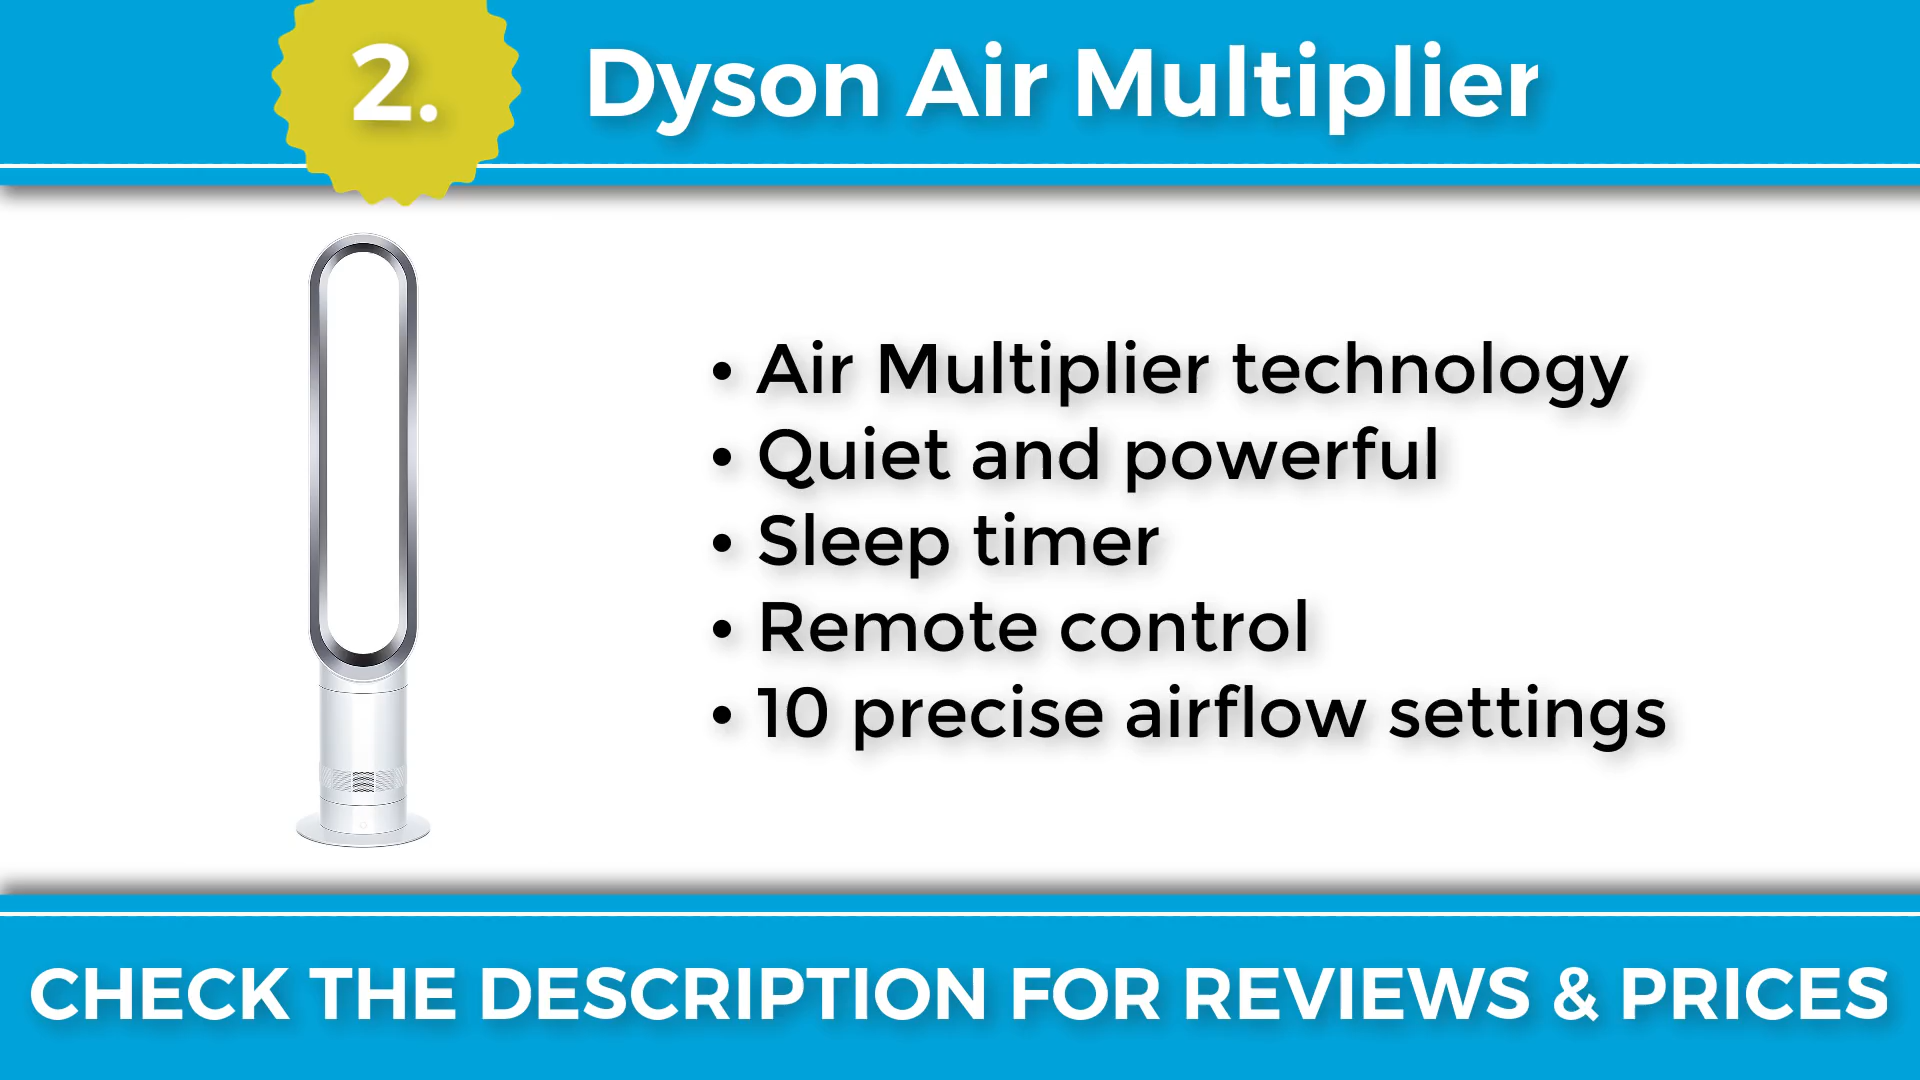 2.
Dyson Air Multiplier
• Air Multiplier technology
• Quiet and powerful
• Sleep timer
• Remote control
• 10 precise airflow settings
CHECK THE DESCRIPTION FOR REVIEWS & PRICES